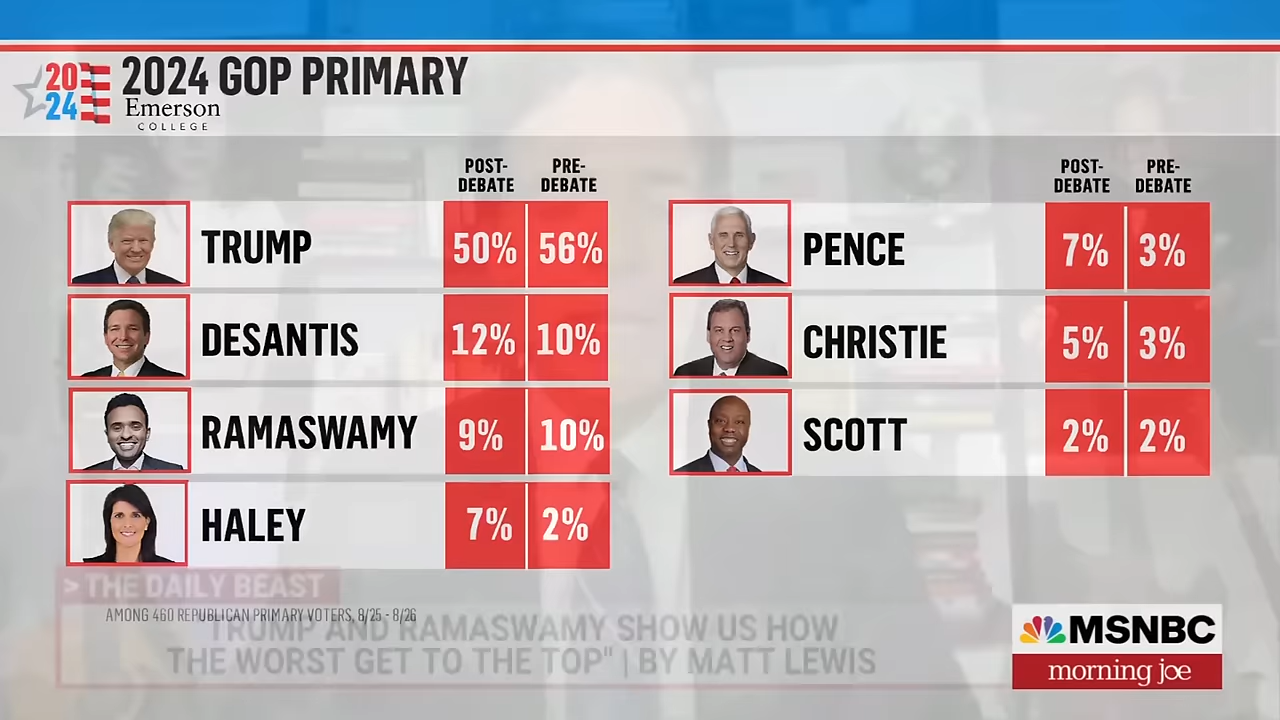 2024
2024 GOP PRIMARY
Emerson
COLLEGE
POST-DEBATE PRE-DEBATE
TRUMP 50% 56%
DESANTIS 12% 10%
RAMASWAMY 9% 10%
HALEY 7% 2%
POST-DEBATE PRE-DEBATE
PENCE 7% 3%
CHRISTIE 5% 3%
SCOTT 2% 2%
> THE DAILY BEAST
AMONG 460 REPUBLICAN PRIMARY VOTERS, 8/25 - 8/26
TRUMP AND RAMASWAMY SHOW US HOW
THE WORST GET TO THE TOP" | BY MATT LEWIS
MSNBC
morning joe